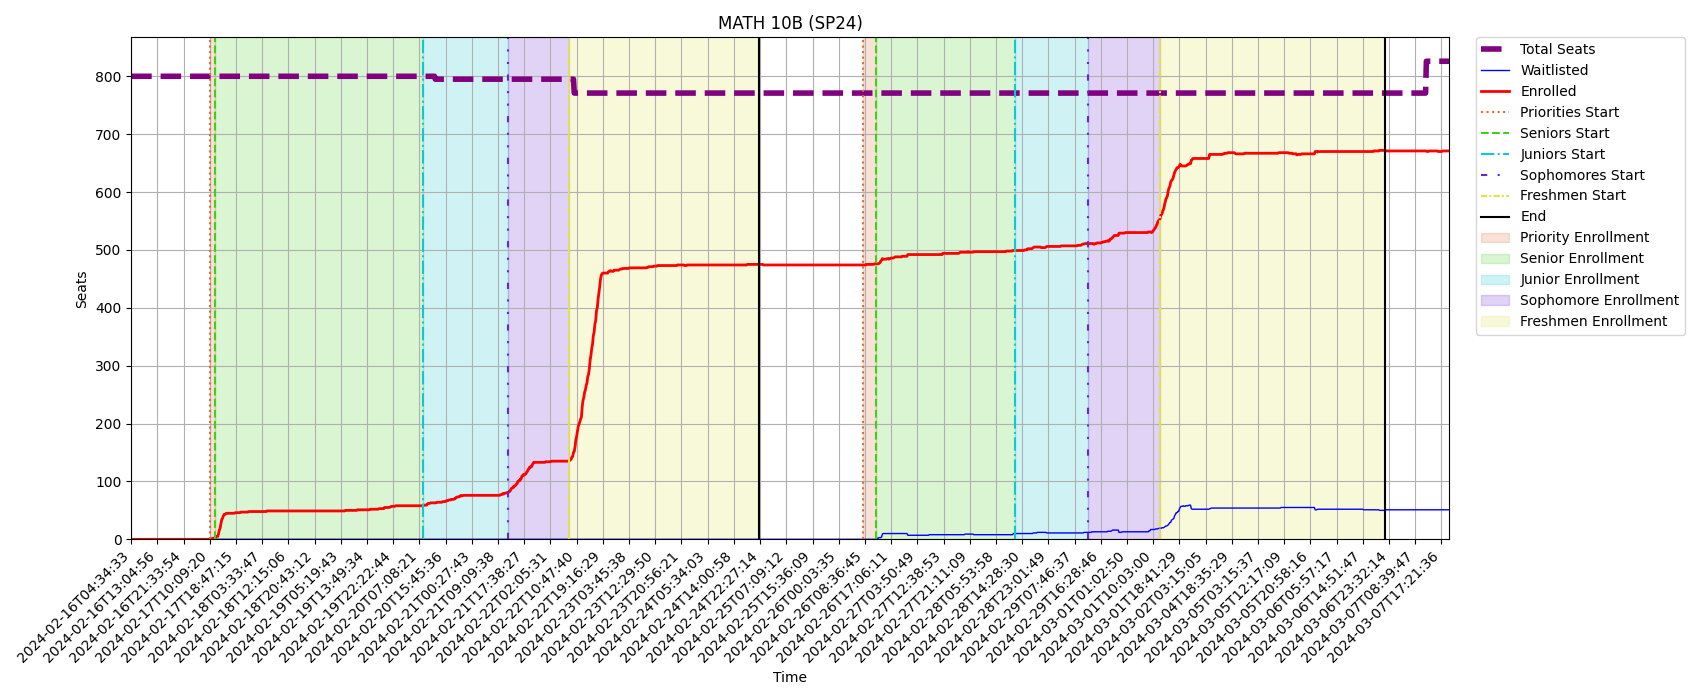 MATH 10B (SP24)
Total Seats
Waitlisted
Enrolled
Priorities Start
Seniors Start
Juniors Start
Sophomores Start
Freshmen Start
End
Priority Enrollment
Senior Enrollment
Junior Enrollment
Sophomore Enrollment
Freshmen Enrollment
Seats
800
700
600
500
400
300
200
100
0
2024-02-16T04:34:33
2024-02-16T13:04:56
2024-02-16T21:33:54
2024-02-17T10:09:20
2024-02-17T18:47:15
2024-02-18T03:33:47
2024-02-18T12:15:06
2024-02-18T20:43:12
2024-02-19T05:19:43
2024-02-19T13:49:34
2024-02-19T22:22:44
2024-02-20T07:08:21
2024-02-20T15:45:36
2024-02-21T00:27:43
2024-02-21T09:09:38
2024-02-21T17:38:27
2024-02-22T02:05:31
2024-02-22T10:47:40
2024-02-22T19:16:29
2024-02-23T03:45:38
2024-02-23T12:29:50
2024-02-23T20:56:21
2024-02-24T05:34:03
2024-02-24T14:00:58
2024-02-24T22:27:14
2024-02-25T07:09:12
2024-02-25T15:36:09
2024-02-26T00:03:35
2024-02-26T08:36:45
2024-02-26T17:06:11
2024-02-27T03:50:49
2024-02-27T12:38:53
2024-02-27T21:11:09
2024-02-28T05:53:58
2024-02-28T14:28:30
2024-02-28T23:01:49
2024-02-29T07:46:37
2024-02-29T16:28:46
2024-03-01T01:02:50
2024-03-01T10:03:00
2024-03-01T18:41:29
2024-03-02T03:15:05
2024-03-04T18:35:29
2024-03-05T03:15:37
2024-03-05T12:17:09
2024-03-05T20:58:16
2024-03-06T05:57:17
2024-03-06T14:51:47
2024-03-06T23:32:14
2024-03-07T08:39:47
2024-03-07T17:21:36
Time